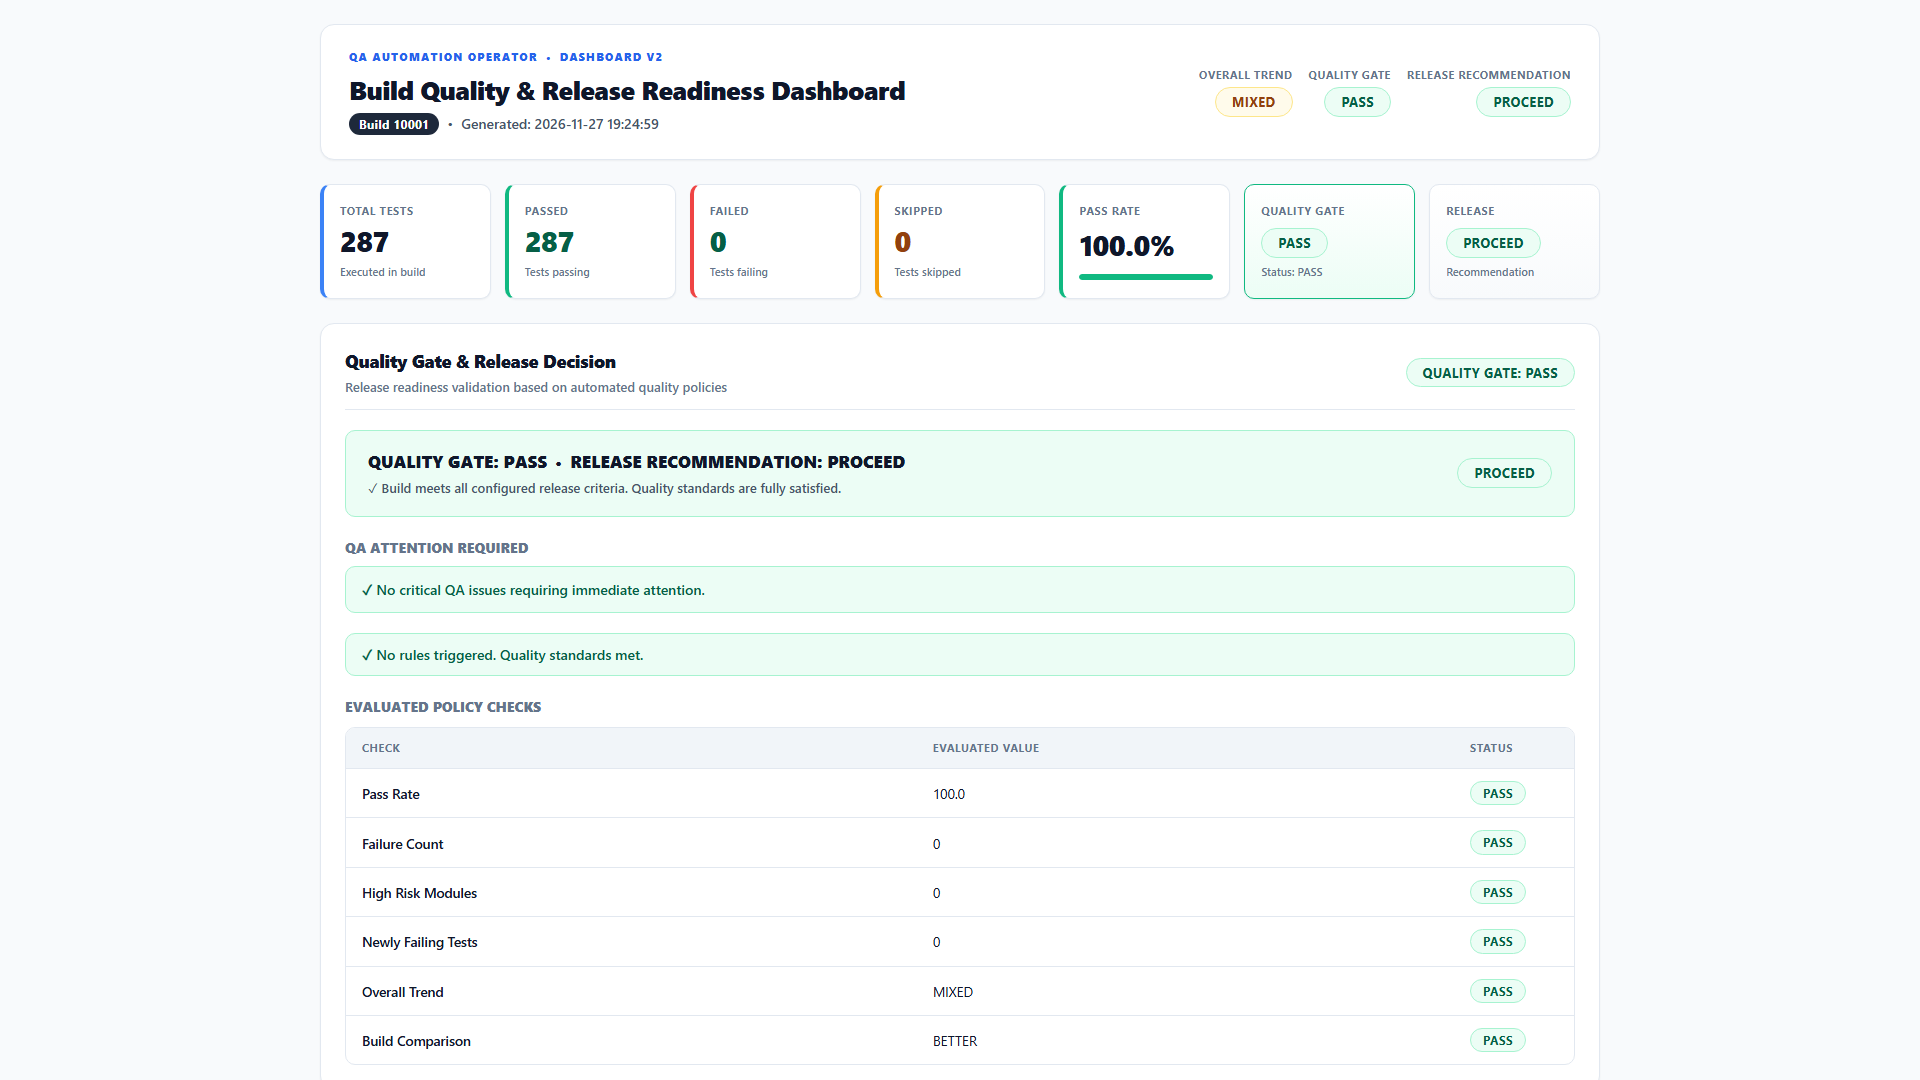 QA AUTOMATION OPERATOR • DASHBOARD V2
Build Quality & Release Readiness Dashboard
Build 10001 • Generated: 2026-11-27 19:24:59
OVERALL TREND QUALITY GATE RELEASE RECOMMENDATION
MIXED PASS PROCEED
TOTAL TESTS
287
Executed in build
PASSED
287
Tests passing
FAILED
0
Tests failing
SKIPPED
0
Tests skipped
PASS RATE
100.0%
QUALITY GATE
PASS
Status: PASS
RELEASE
PROCEED
Recommendation
Quality Gate & Release Decision
Release readiness validation based on automated quality policies
QUALITY GATE: PASS
QUALITY GATE: PASS • RELEASE RECOMMENDATION: PROCEED
✓ Build meets all configured release criteria. Quality standards are fully satisfied.
PROCEED
QA ATTENTION REQUIRED
✓ No critical QA issues requiring immediate attention.
✓ No rules triggered. Quality standards met.
EVALUATED POLICY CHECKS
CHECK EVALUATED VALUE STATUS
Pass Rate 100.0 PASS
Failure Count 0 PASS
High Risk Modules 0 PASS
Newly Failing Tests 0 PASS
Overall Trend MIXED PASS
Build Comparison BETTER PASS